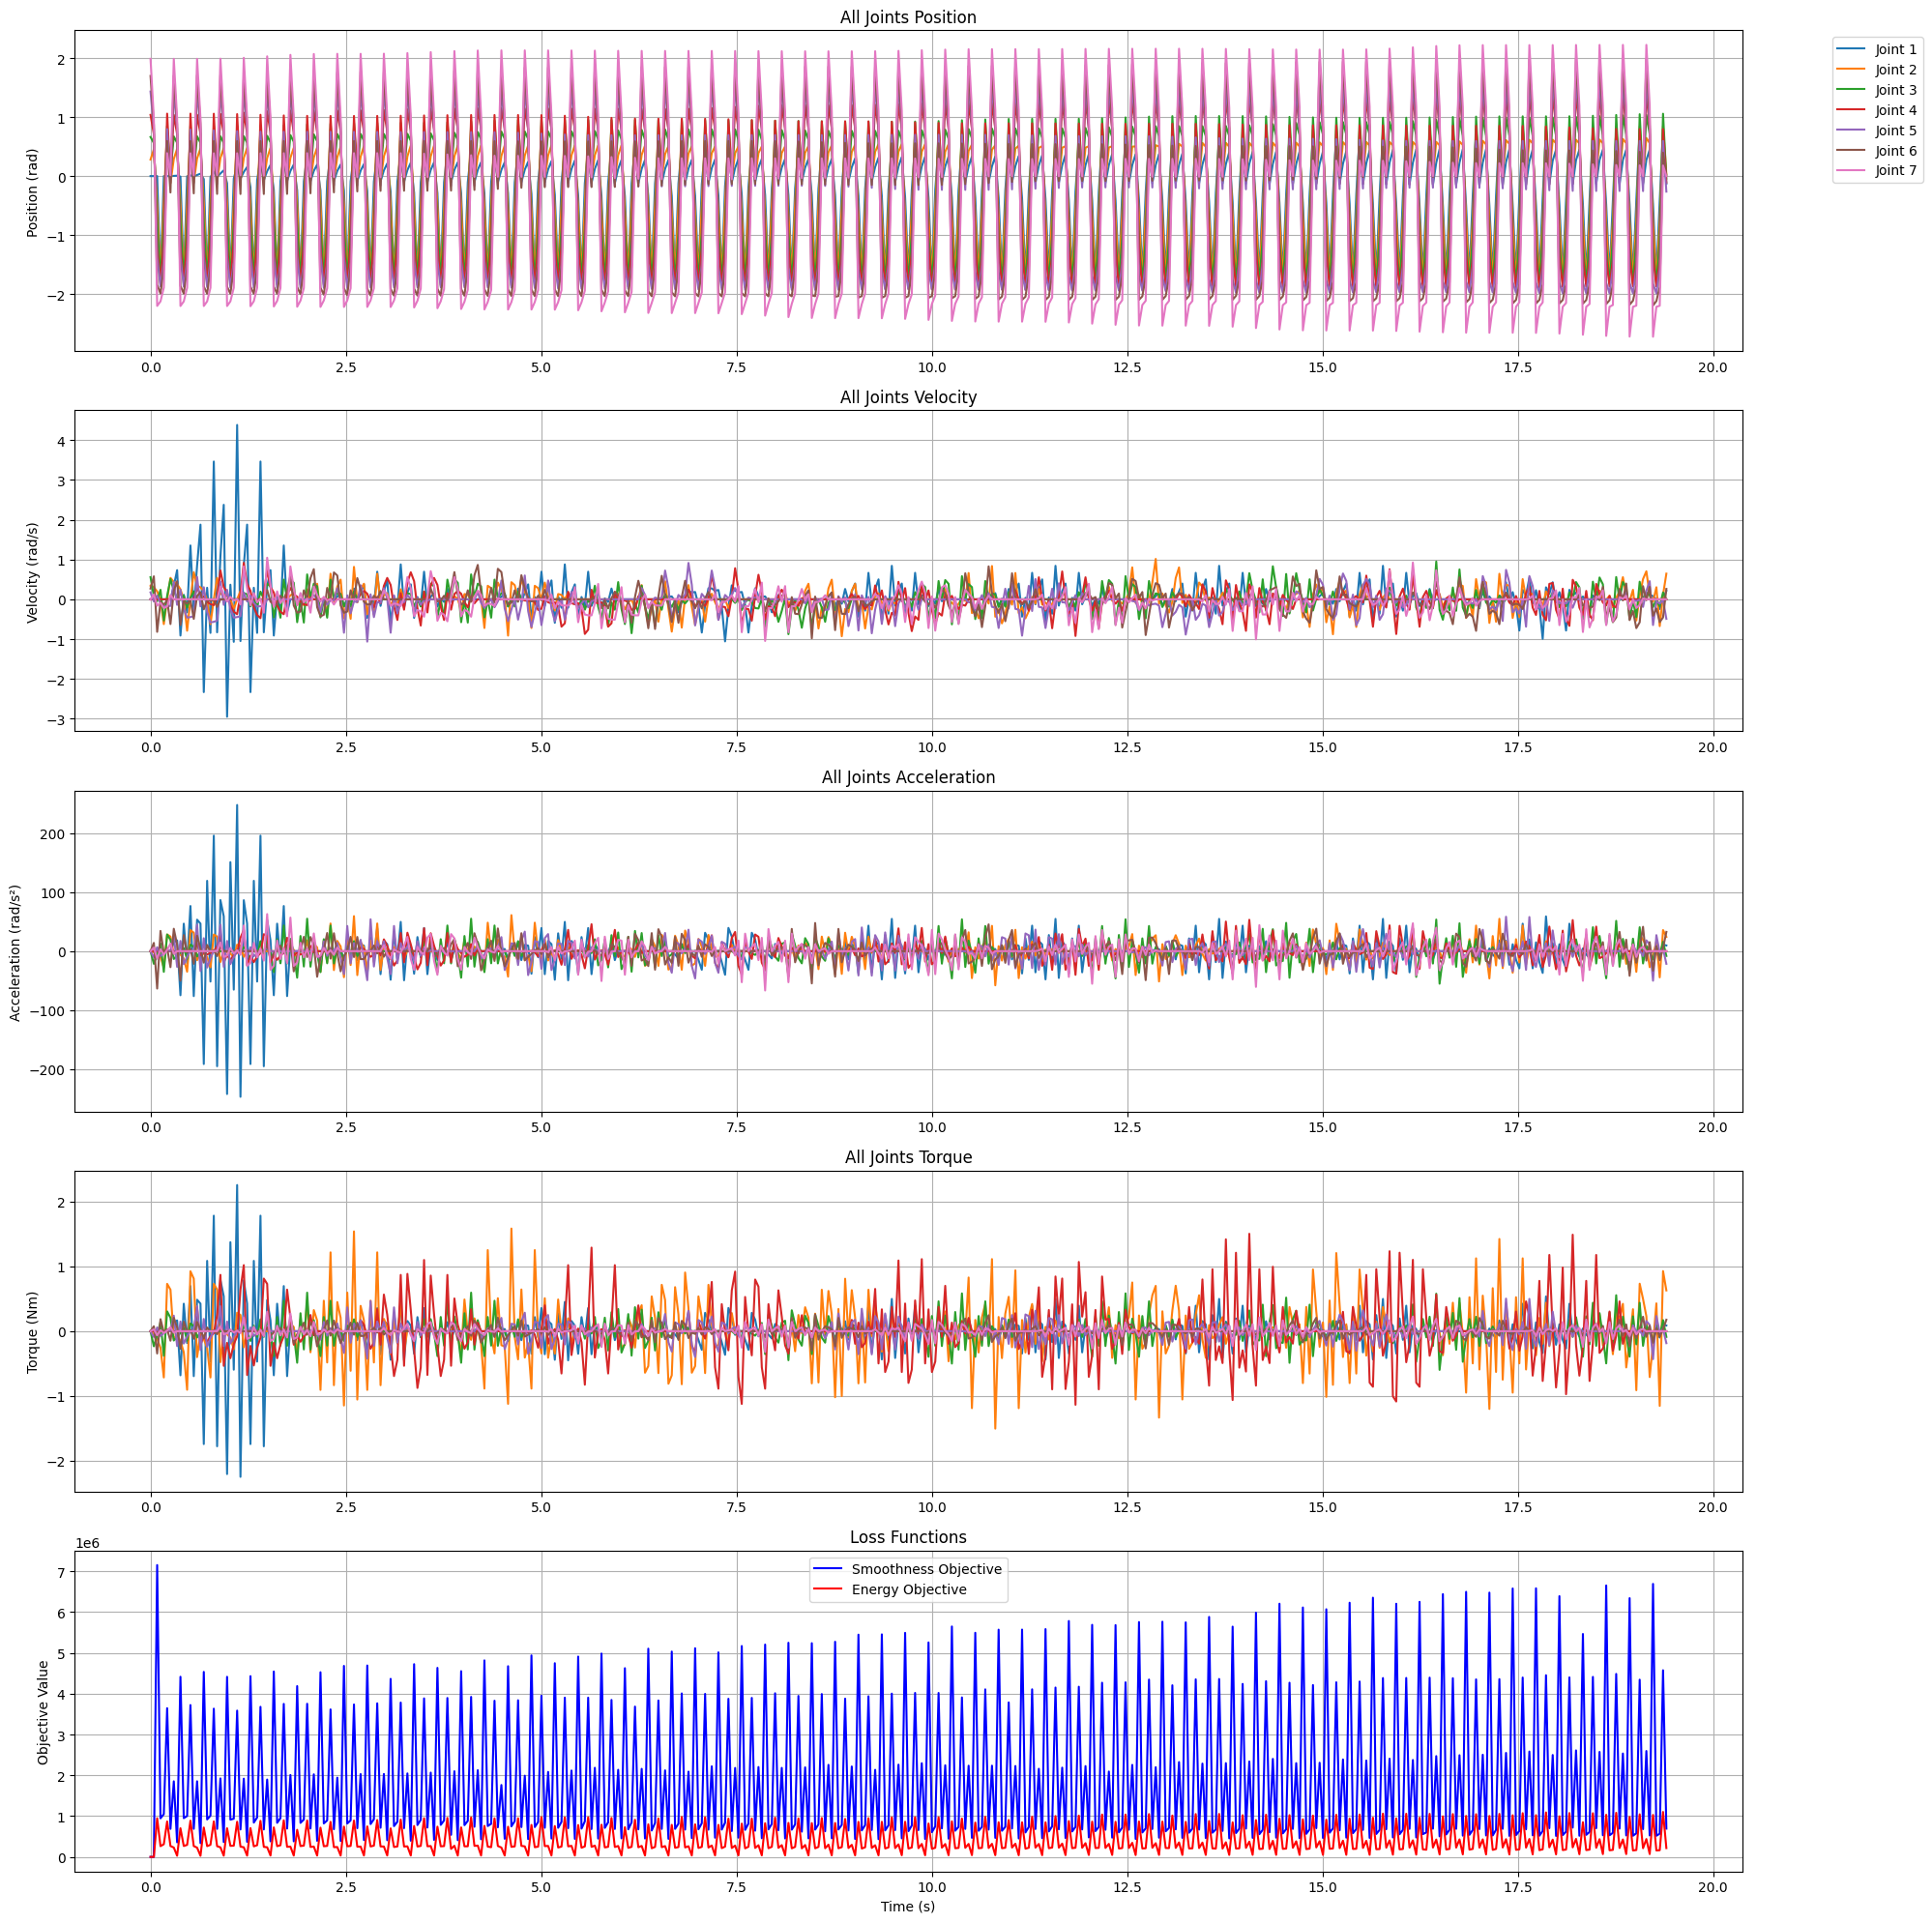 All Joints Position
Position (rad)
2
1
0
−1
−2
0.0 2.5 5.0 7.5 10.0 12.5 15.0 17.5 20.0
Joint 1
Joint 2
Joint 3
Joint 4
Joint 5
Joint 6
Joint 7
All Joints Velocity
Velocity (rad/s)
4
3
2
1
0
−1
−2
−3
0.0 2.5 5.0 7.5 10.0 12.5 15.0 17.5 20.0
All Joints Acceleration
Acceleration (rad/s²)
200
100
0
−100
−200
0.0 2.5 5.0 7.5 10.0 12.5 15.0 17.5 20.0
All Joints Torque
Torque (Nm)
2
1
0
−1
−2
0.0 2.5 5.0 7.5 10.0 12.5 15.0 17.5 20.0
Loss Functions
1e6
Objective Value
7
6
5
4
3
2
1
0
Smoothness Objective
Energy Objective
0.0 2.5 5.0 7.5 10.0 12.5 15.0 17.5 20.0
Time (s)